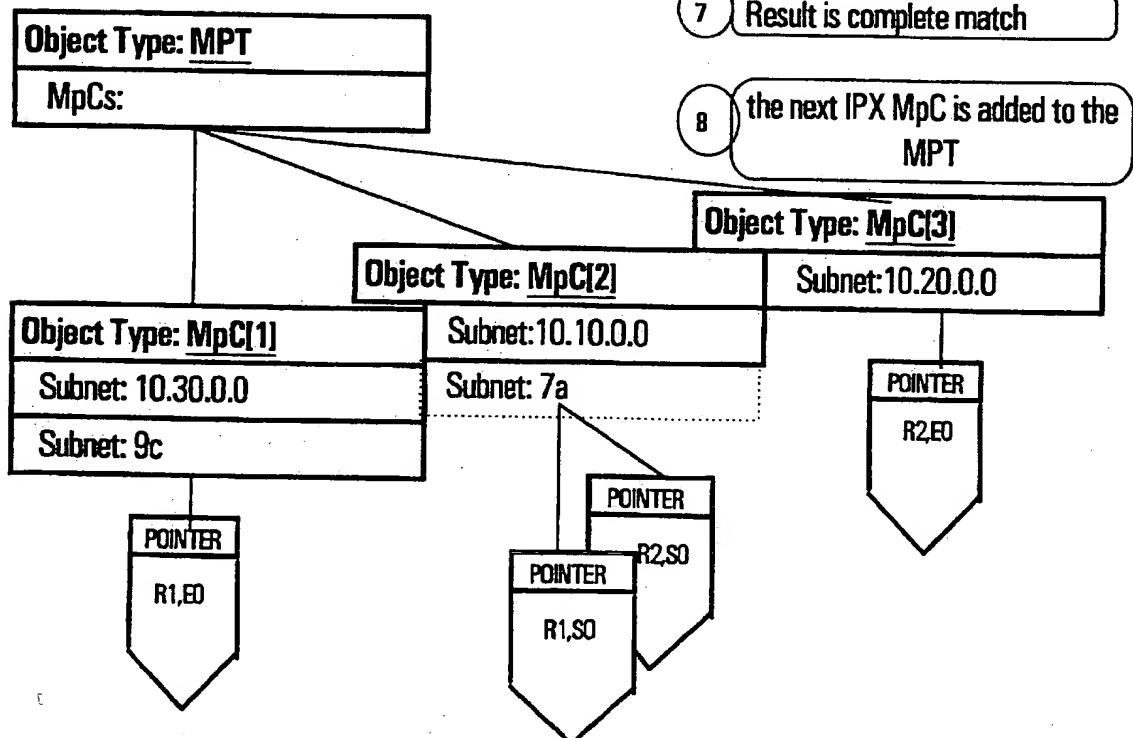 7 Result is complete match
8 the next IPX MpC is added to the
MPT
Object Type: MPT
MpCs:
Object Type: MpC[3]
Subnet:10.20.0.0
Object Type: MpC[2]
Subnet:10.10.0.0
Subnet: 7a
Object Type: MpC[1]
Subnet: 10.30.0.0
Subnet: 9c
POINTER
R2,E0
POINTER
R2,S0
POINTER
R1,S0
POINTER
R1,E0